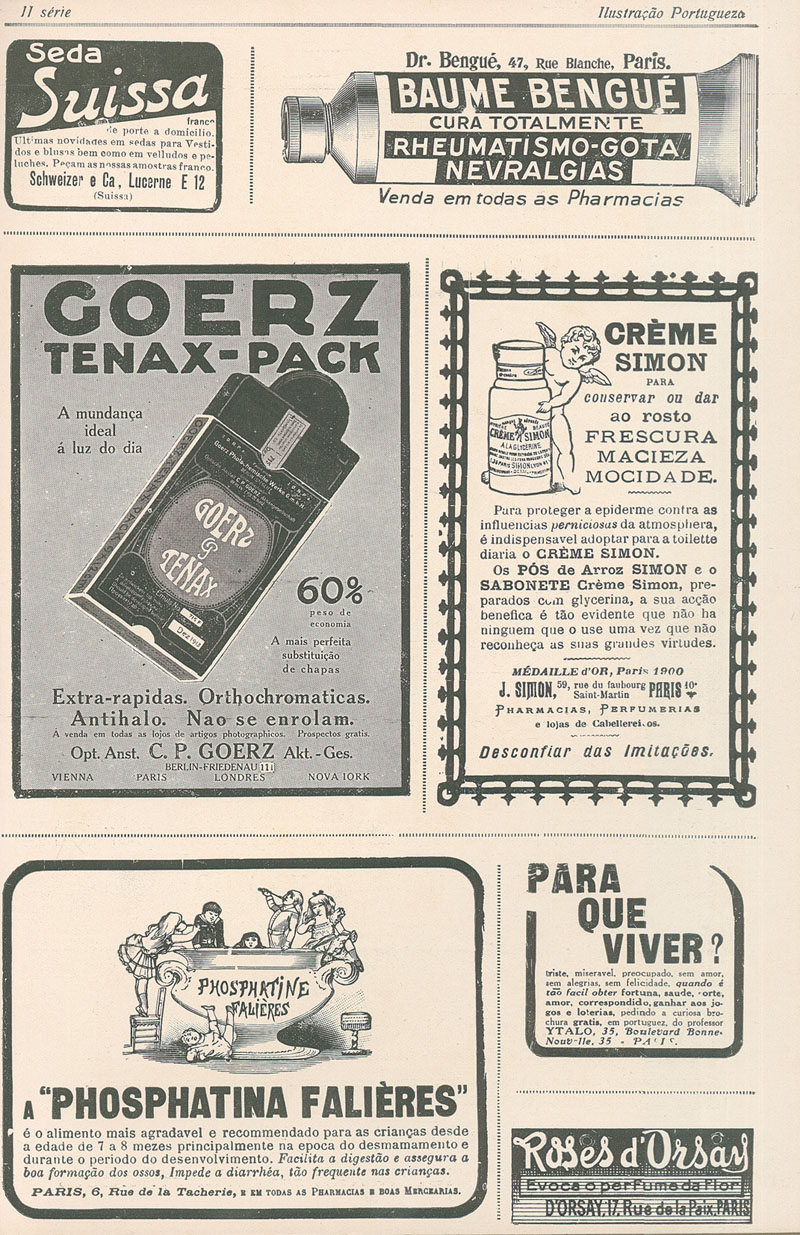 II série
Ilustração Portugueza
Seda
Suissa
franco
de porte a domicilio.
Ultimas novidades em sedas para Vesti-
dos e blusas bem como em velludos e pe-
luches. Peçam as nossas amostras franco.
Schweizer e Ca, Lucerne E 12
(Suissa)
Dr. Bengué, 47, Rue Blanche, Paris.
BAUME BENGUÉ
CURA TOTALMENTE
RHEUMATISMO-GOTA
NEVRALGIAS
Venda em todas as Pharmacias
GOERZ
TENAX-PACK
A mundança
ideal
á luz do dia
GOERZ
TENAX
Dez 1913
60%
peso de
economia
A mais perfeita
substituição
de chapas
Extra-rapidas. Orthochromaticas.
Antihalo. Nao se enrolam.
Á venda em todas as lojas de artigos photographicos. Prospectos gratis.
Opt. Anst. C. P. GOERZ Akt.-Ges.
BERLIN-FRIEDENAU 111
VIENNA PARIS LONDRES NOVA IORK
CRÈME
SIMON
PARA
conservar ou dar
ao rosto
FRESCURA
MACIEZA
MOCIDADE.
CRÈME SIMON
A LA GLYCERINE
Para proteger a epiderme contra as
influencias perniciosas da atmosphera,
é indispensavel adoptar para a toilette
diaria o CRÈME SIMON.
Os PÓS de Arroz SIMON e o
SABONETE Crème Simon, pre-
parados com glycerina, a sua acção
benefica é tão evidente que não ha
ninguem que o use uma vez que não
reconheça as suas grandes virtudes.
MÉDAILLE d'OR, Paris 1900
J. SIMON, 59, rue du faubourg Saint-Martin PARIS 10e
PHARMACIAS, PERFUMERIAS
e lojas de Cabellereiros.
Desconfiar das Imitações.
PHOSPHATINE
FALIÈRES
A "PHOSPHATINA FALIÈRES"
é o alimento mais agradavel e recommendado para as crianças desde
a edade de 7 a 8 mezes principalmente na epoca do desmamamento e
durante o periodo do desenvolvimento. Facilita a digestão e assegura a
boa formação dos ossos, Impede a diarrhéa, tão frequente nas crianças.
PARIS, 6, Rue de la Tacherie, E EM TODAS AS PHARMACIAS E BOAS MERCEARIAS.
PARA
QUE
VIVER?
triste, miseravel, preocupado, sem amor,
sem alegrias, sem felicidade, quando é
tão facil obter fortuna, saude, sorte,
amor, correspondido, ganhar aos jo-
gos e loterias, pedindo a curiosa bro-
chura gratis, em portuguez, do professor
YTALO, 35, Boulevard Bonne-
Nouvelle, 35 - PARIS.
Roses d'Orsay
Evoca o perfume da Flor
D'ORSAY, 17, Rue de la Paix, PARIS